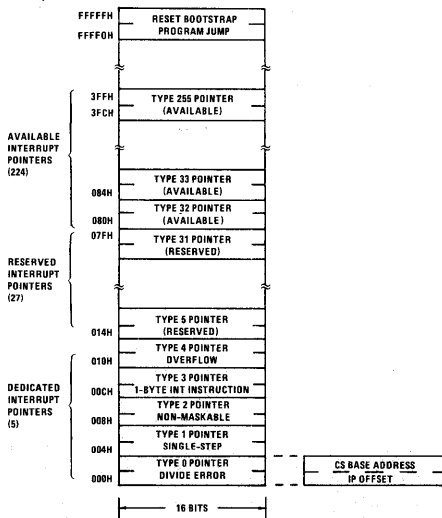 FFFFFH
RESET BOOTSTRAP
PROGRAM JUMP
FFFF0H
3FFH
TYPE 255 POINTER
(AVAILABLE)
3FCH
AVAILABLE
INTERRUPT
POINTERS
(224)
TYPE 33 POINTER
(AVAILABLE)
084H
TYPE 32 POINTER
(AVAILABLE)
080H
07FH
TYPE 31 POINTER
(RESERVED)
RESERVED
INTERRUPT
POINTERS
(27)
TYPE 5 POINTER
(RESERVED)
014H
TYPE 4 POINTER
OVERFLOW
010H
TYPE 3 POINTER
1-BYTE INT INSTRUCTION
00CH
DEDICATED
INTERRUPT
POINTERS
(5)
TYPE 2 POINTER
NON-MASKABLE
008H
TYPE 1 POINTER
SINGLE-STEP
004H
TYPE 0 POINTER
DIVIDE ERROR
000H
CS BASE ADDRESS
IP OFFSET
16 BITS